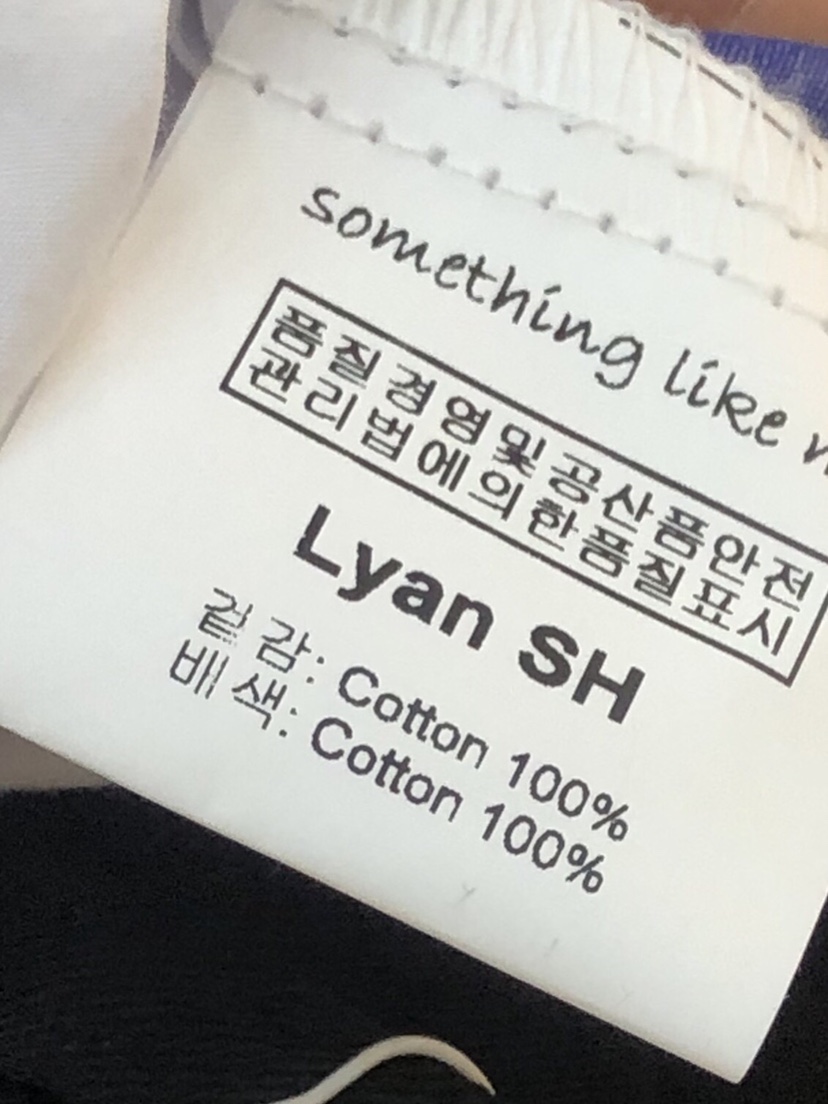 something like
품질경영및공산품안전
관리법에의한품질표시
Lyan SH
겉감: Cotton 100%
배색: Cotton 100%